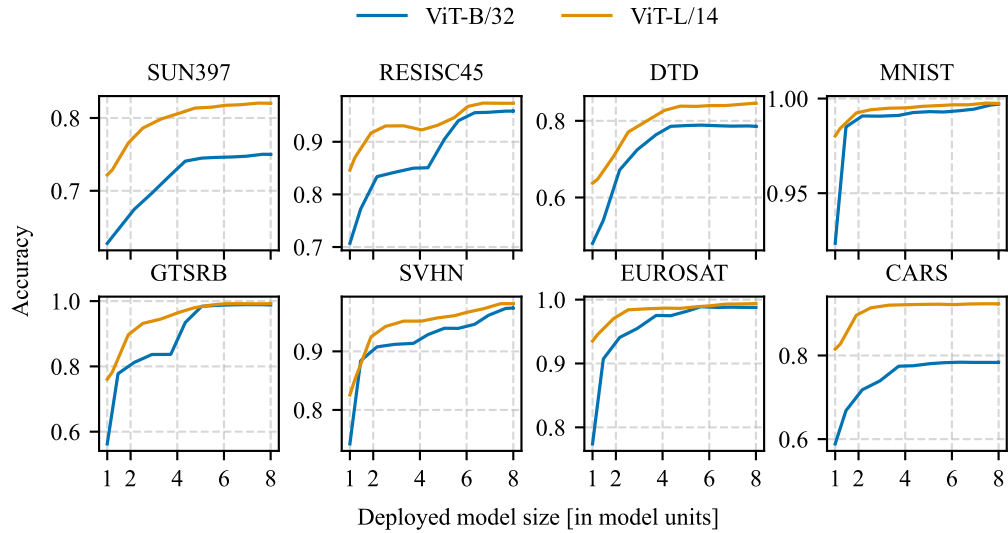 ViT-B/32 ViT-L/14
SUN397 RESISC45 DTD MNIST
0.8 0.7
0.9 0.8 0.7
0.8 0.6
1.00 0.95
Accuracy
GTSRB SVHN EUROSAT CARS
1.0 0.8 0.6
0.9 0.8
1.0 0.9 0.8
0.8 0.6
1 2 4 6 8 1 2 4 6 8 1 2 4 6 8 1 2 4 6 8
Deployed model size [in model units]